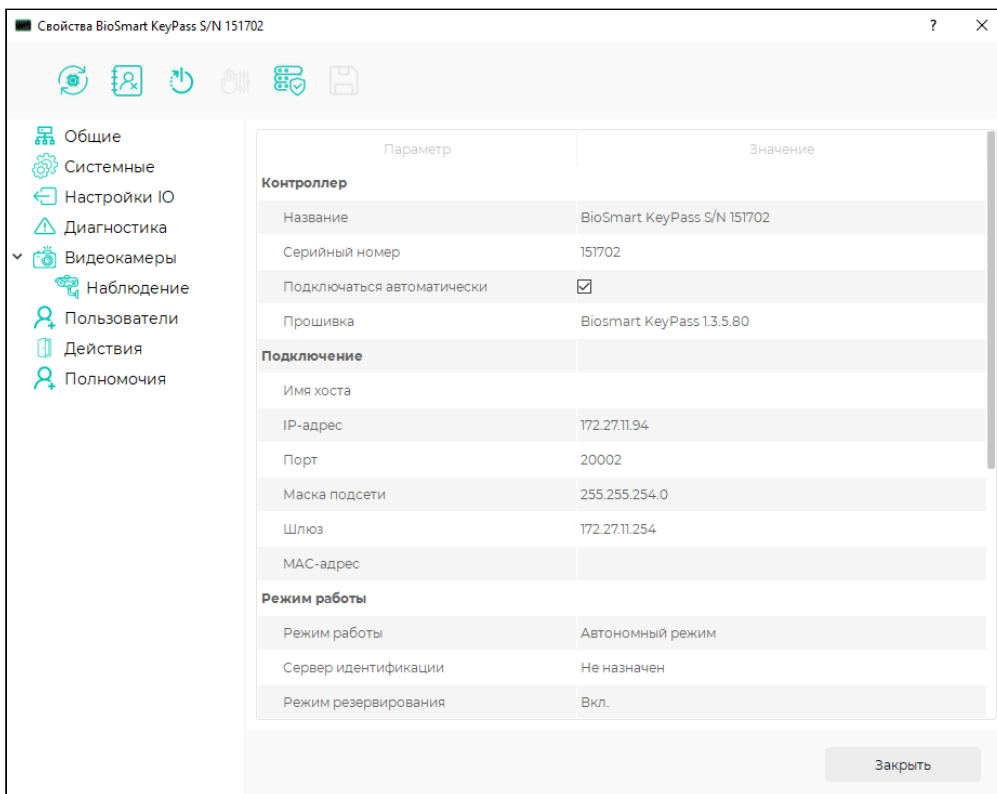 Свойства BioSmart KeyPass S/N 151702
?
Общие
Системные
Настройки IO
Диагностика
Видеокамеры
Наблюдение
Пользователи
Действия
Полномочия
Параметр Значение
Контроллер
Название BioSmart KeyPass S/N 151702
Серийный номер 151702
Подключаться автоматически
Прошивка Biosmart KeyPass 1.3.5.80
Подключение
Имя хоста
IP-адрес 172.27.11.94
Порт 20002
Маска подсети 255.255.254.0
Шлюз 172.27.11.254
MAC-адрес
Режим работы
Режим работы Автономный режим
Сервер идентификации Не назначен
Режим резервирования Вкл.
Закрыть